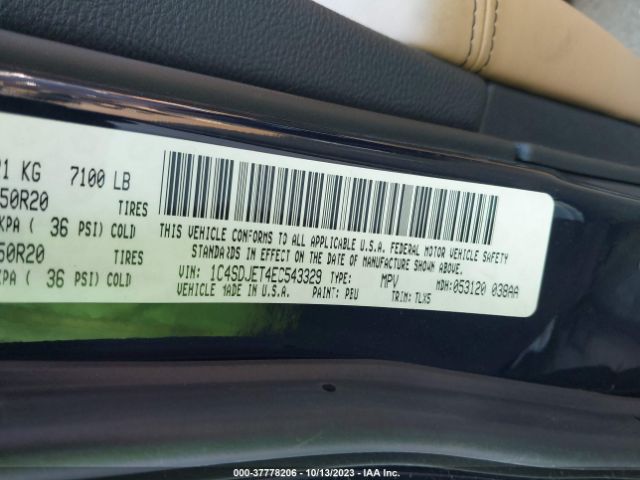 1 KG 7100 LB
50R20 TIRES
KPA ( 36 PSI) COLD
50R20 TIRES
KPA ( 36 PSI) COLD
THIS VEHICLE CONFORMS TO ALL APPLICABLE U.S.A. FEDERAL MOTOR VEHICLE SAFETY
STANDARDS IN EFFECT ON THE DATE OF MANUFACTURE SHOWN ABOVE.
VIN: 1C4SDJET4EC543329 TYPE: MPV MDH: 053120 038AA
VEHICLE MADE IN U.S.A. PAINT: PBU TRIM: TLX5
000-37778206 - 10/13/2023 - IAA Inc.